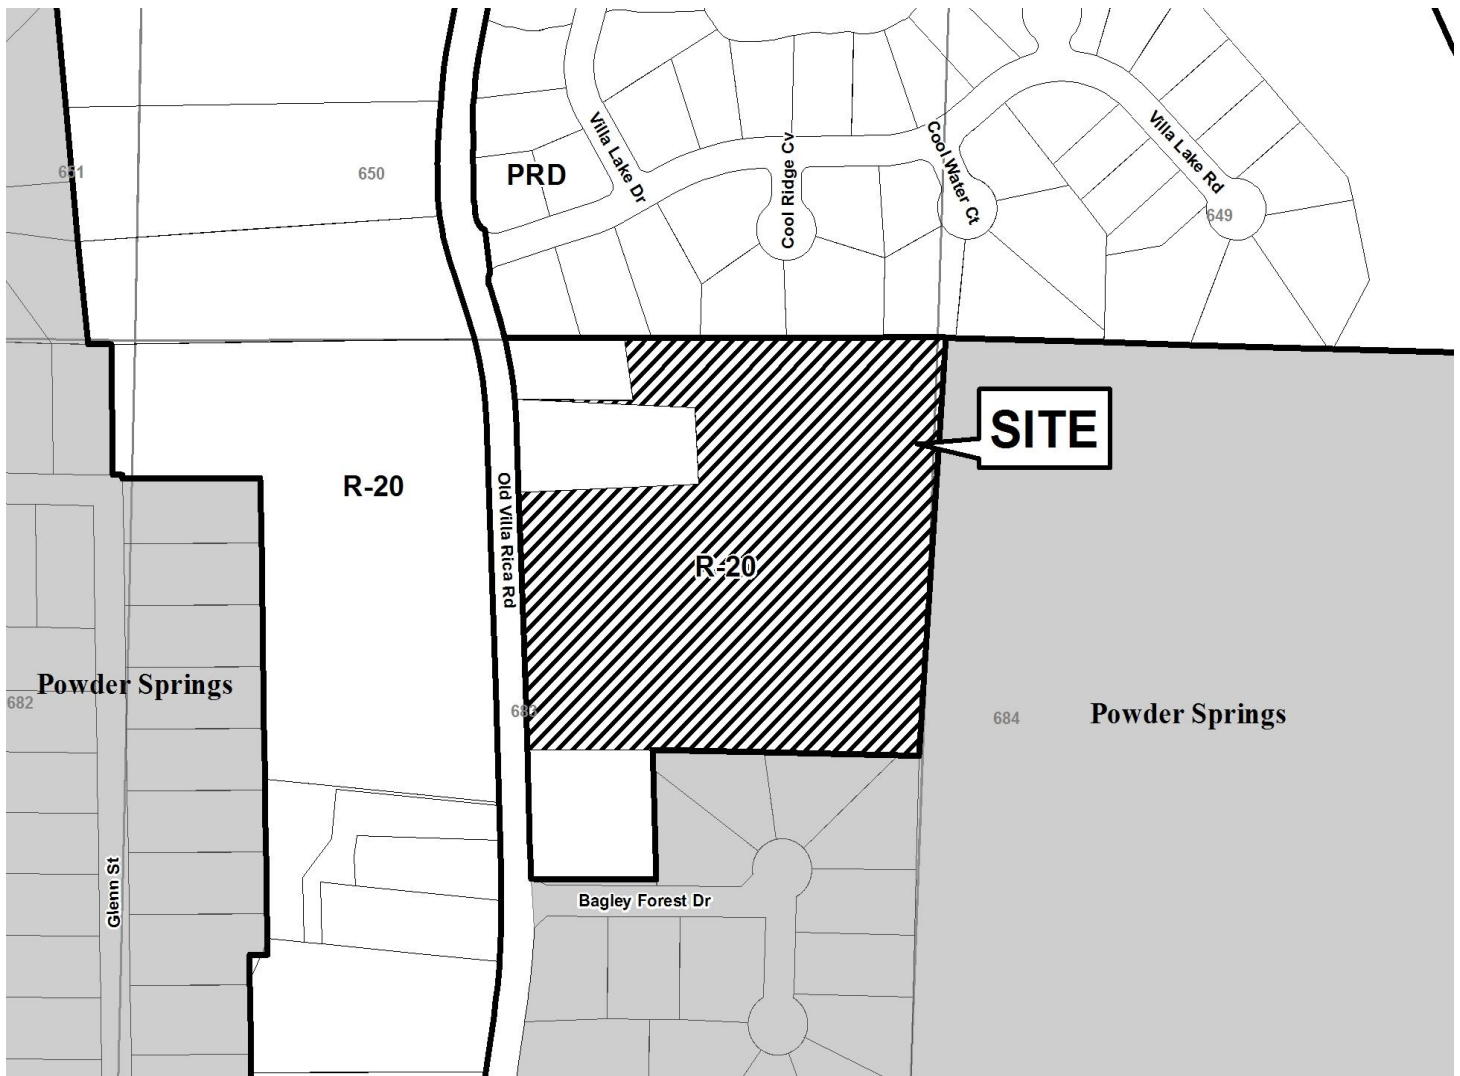 Villa Lake Dr
Cool Ridge Cv
Cool Water Ct
Villa Lake Rd
651
650
PRD
649
SITE
R-20
Old Villa Rica Rd
R-20
Powder Springs
682
683
684
Powder Springs
Glenn St
Bagley Forest Dr